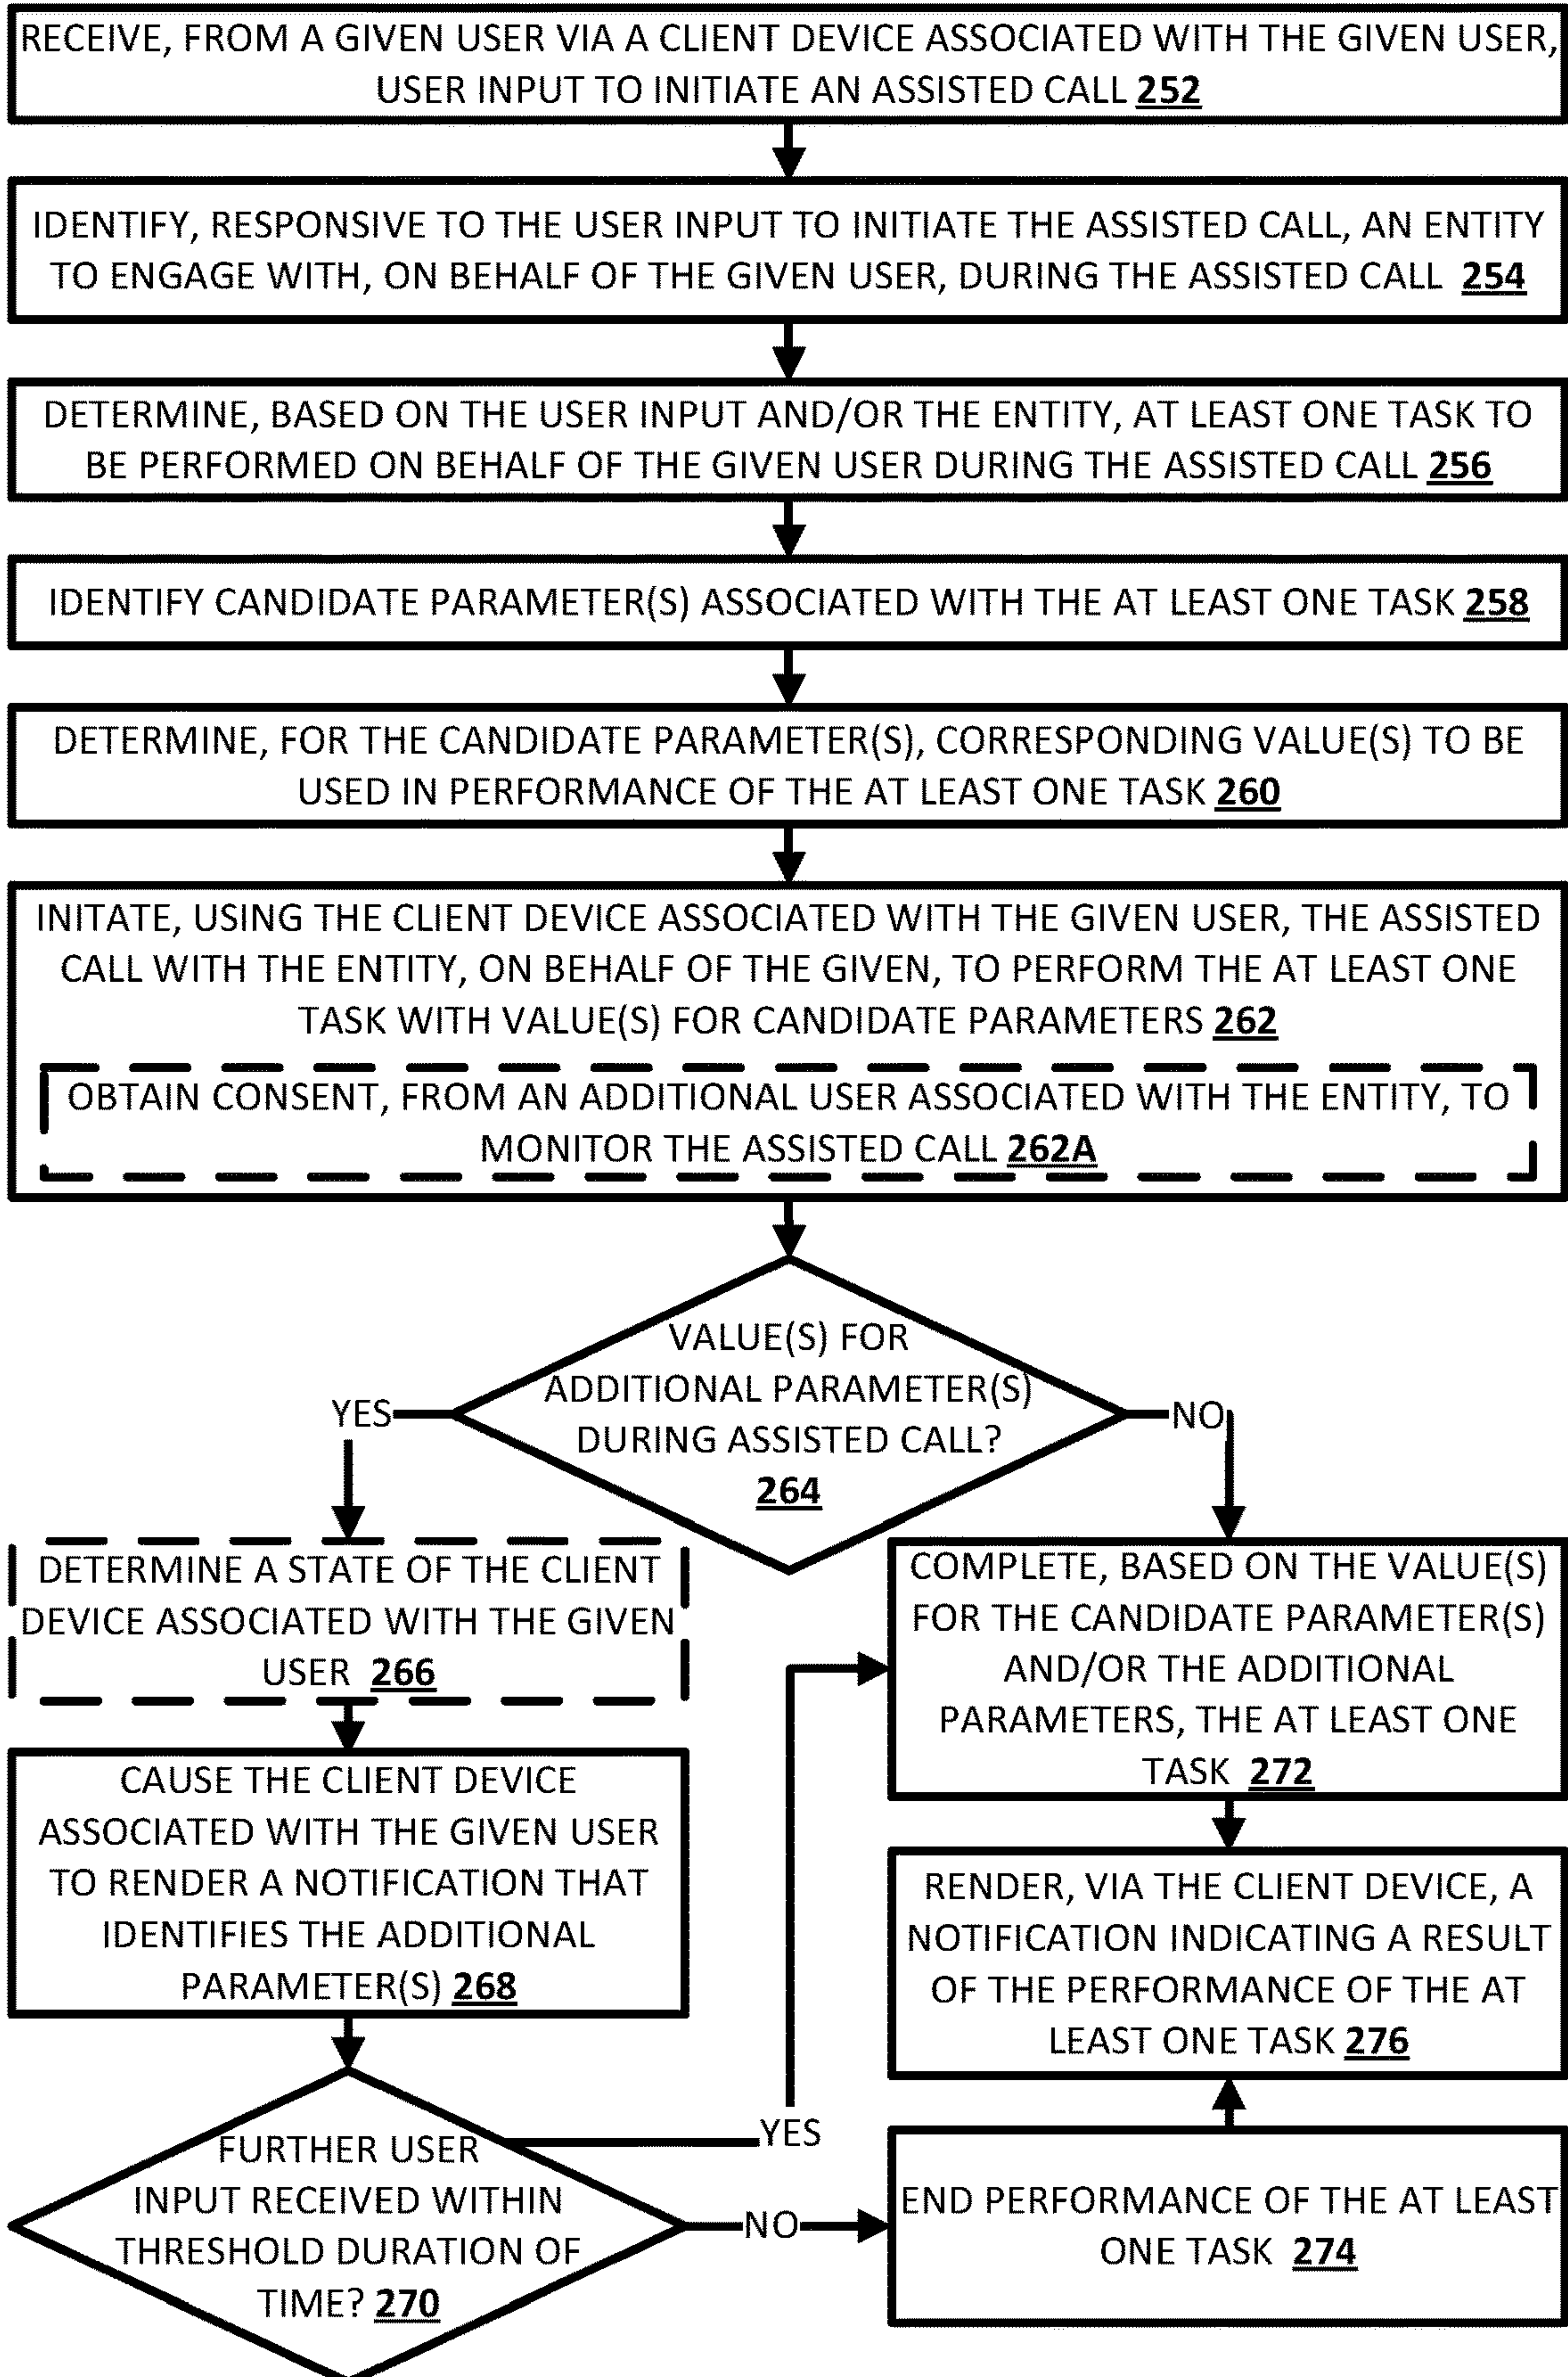 RECEIVE, FROM A GIVEN USER VIA A CLIENT DEVICE ASSOCIATED WITH THE GIVEN USER,
USER INPUT TO INITIATE AN ASSISTED CALL 252
IDENTIFY, RESPONSIVE TO THE USER INPUT TO INITIATE THE ASSISTED CALL, AN ENTITY
TO ENGAGE WITH, ON BEHALF OF THE GIVEN USER, DURING THE ASSISTED CALL 254
DETERMINE, BASED ON THE USER INPUT AND/OR THE ENTITY, AT LEAST ONE TASK TO
BE PERFORMED ON BEHALF OF THE GIVEN USER DURING THE ASSISTED CALL 256
IDENTIFY CANDIDATE PARAMETER(S) ASSOCIATED WITH THE AT LEAST ONE TASK 258
DETERMINE, FOR THE CANDIDATE PARAMETER(S), CORRESPONDING VALUE(S) TO BE
USED IN PERFORMANCE OF THE AT LEAST ONE TASK 260
INITATE, USING THE CLIENT DEVICE ASSOCIATED WITH THE GIVEN USER, THE ASSISTED
CALL WITH THE ENTITY, ON BEHALF OF THE GIVEN, TO PERFORM THE AT LEAST ONE
TASK WITH VALUE(S) FOR CANDIDATE PARAMETERS 262
OBTAIN CONSENT, FROM AN ADDITIONAL USER ASSOCIATED WITH THE ENTITY, TO
MONITOR THE ASSISTED CALL 262A
VALUE(S) FOR
ADDITIONAL PARAMETER(S)
DURING ASSISTED CALL?
264
YES
NO
DETERMINE A STATE OF THE CLIENT
DEVICE ASSOCIATED WITH THE GIVEN
USER 266
CAUSE THE CLIENT DEVICE
ASSOCIATED WITH THE GIVEN USER
TO RENDER A NOTIFICATION THAT
IDENTIFIES THE ADDITIONAL
PARAMETER(S) 268
FURTHER USER
INPUT RECEIVED WITHIN
THRESHOLD DURATION OF
TIME? 270
YES
NO
COMPLETE, BASED ON THE VALUE(S)
FOR THE CANDIDATE PARAMETER(S)
AND/OR THE ADDITIONAL
PARAMETERS, THE AT LEAST ONE
TASK 272
RENDER, VIA THE CLIENT DEVICE, A
NOTIFICATION INDICATING A RESULT
OF THE PERFORMANCE OF THE AT
LEAST ONE TASK 276
END PERFORMANCE OF THE AT LEAST
ONE TASK 274